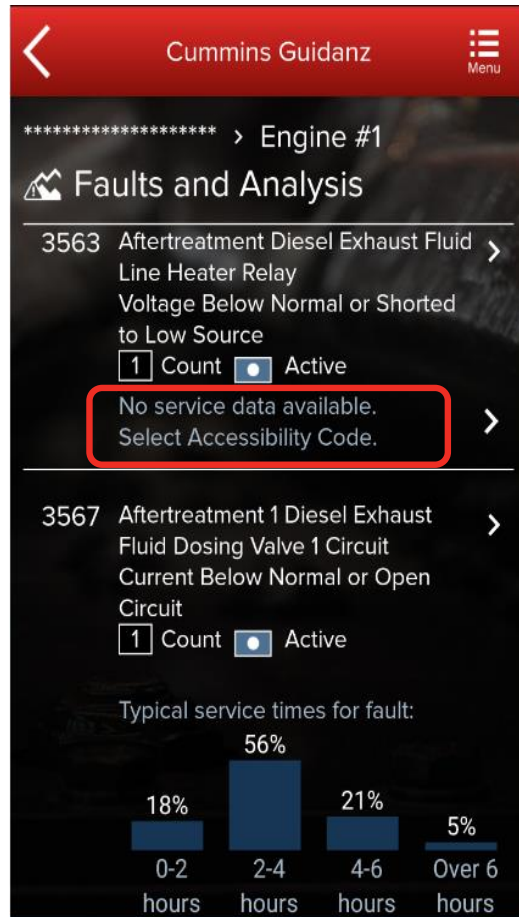 Cummins Guidanz
Menu
******************** > Engine #1
Faults and Analysis
3563 Aftertreatment Diesel Exhaust Fluid
Line Heater Relay
Voltage Below Normal or Shorted
to Low Source
1 Count Active
No service data available.
Select Accessibility Code.
3567 Aftertreatment 1 Diesel Exhaust
Fluid Dosing Valve 1 Circuit
Current Below Normal or Open
Circuit
1 Count Active
Typical service times for fault:
18% 56% 21% 5%
0-2 2-4 4-6 Over 6
hours hours hours hours